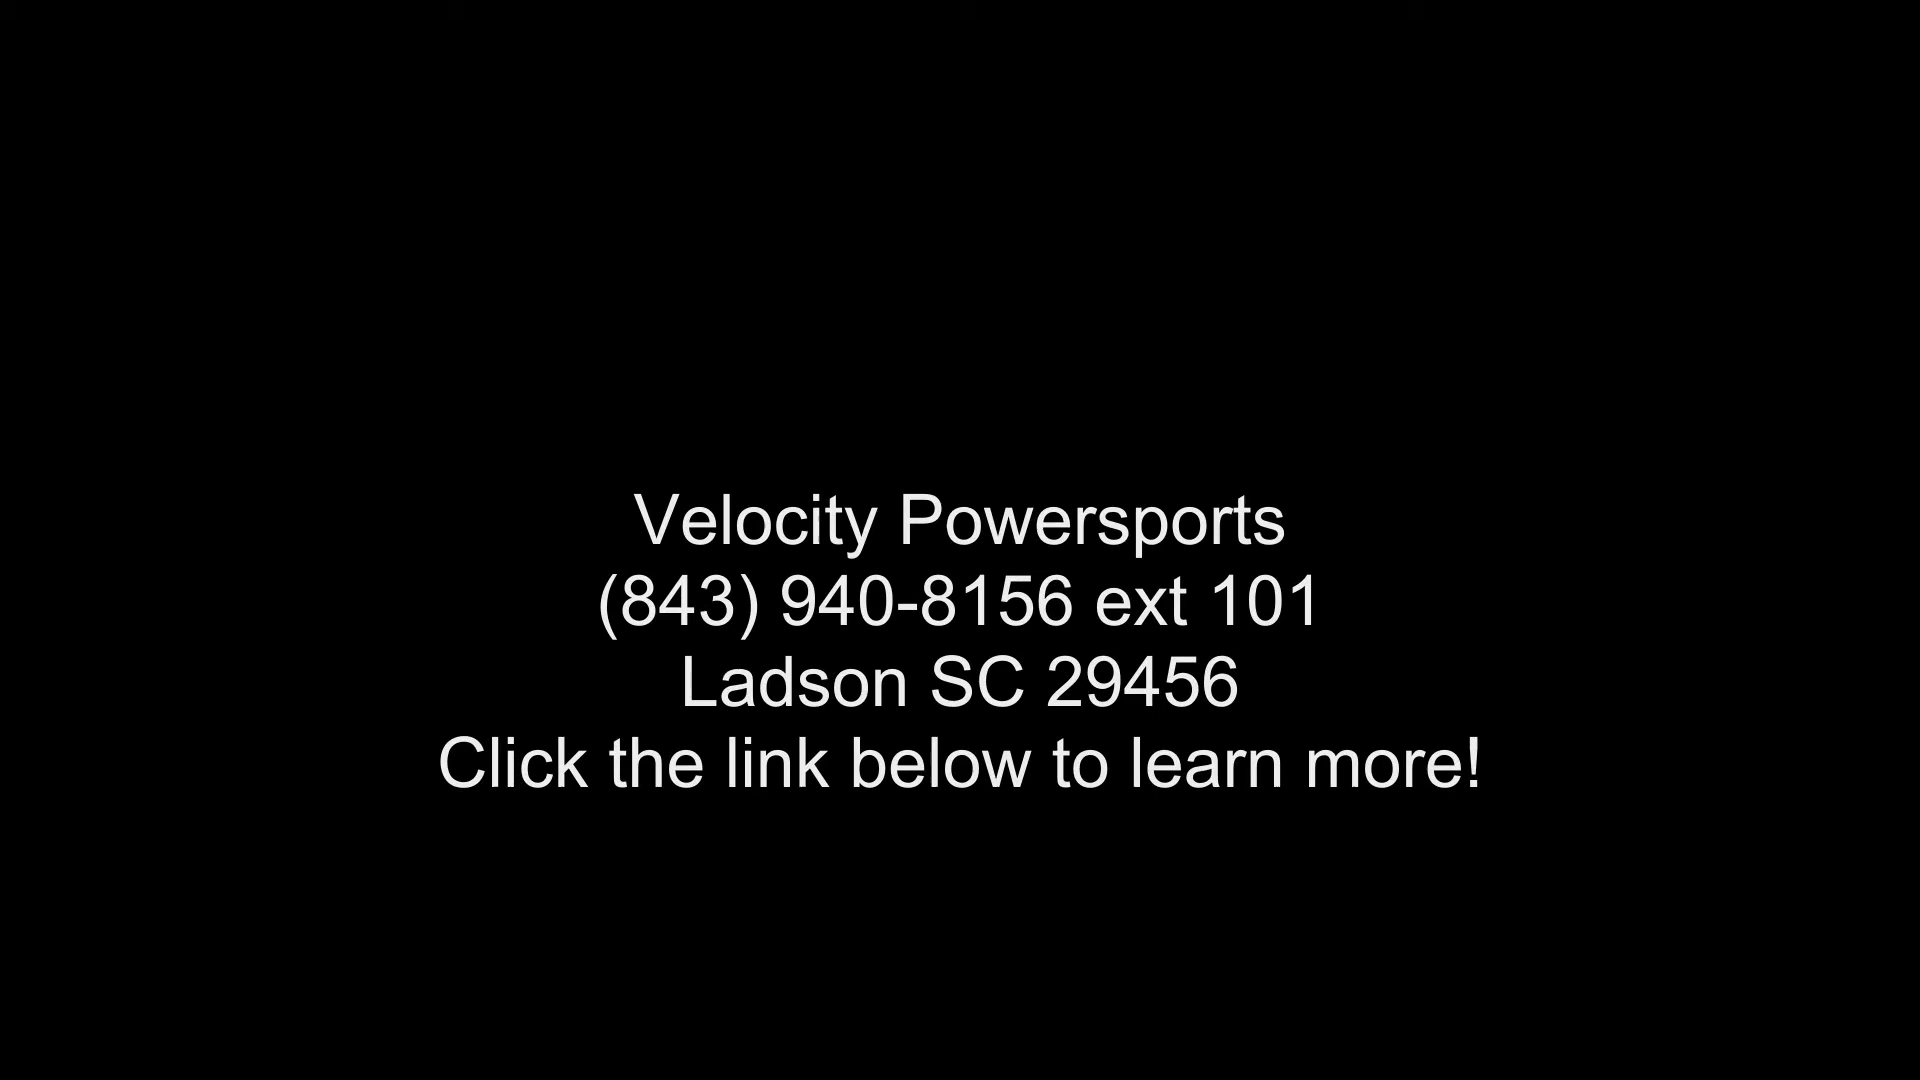 Velocity Powersports
(843) 940-8156 ext 101
Ladson SC 29456
Click the link below to learn more!